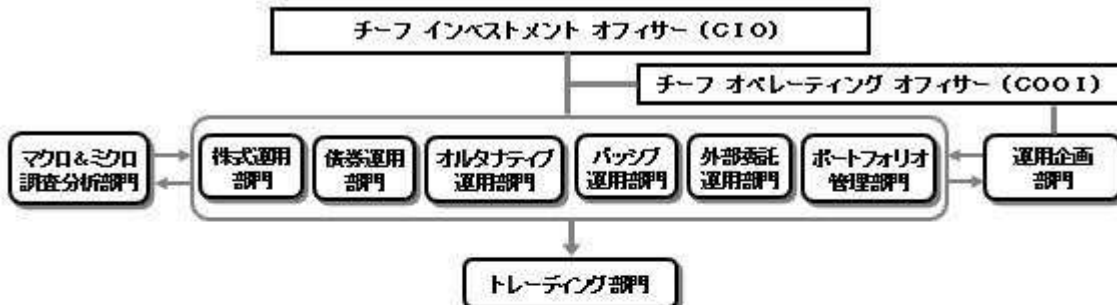 チーフ インベストメント オフィサー (CIO)
チーフ オペレーティング オフィサー (COOI)
マクロ&ミクロ
調査分析部門
株式運用
部門
債券運用
部門
オルタナティブ
運用部門
パッシブ
運用部門
外部委託
運用部門
ポートフォリオ
管理部門
運用企画
部門
トレーディング部門